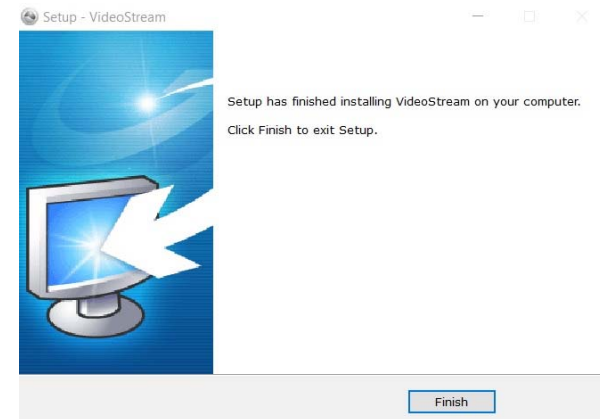 Setup - VideoStream
Setup has finished installing VideoStream on your computer.
Click Finish to exit Setup.
Finish